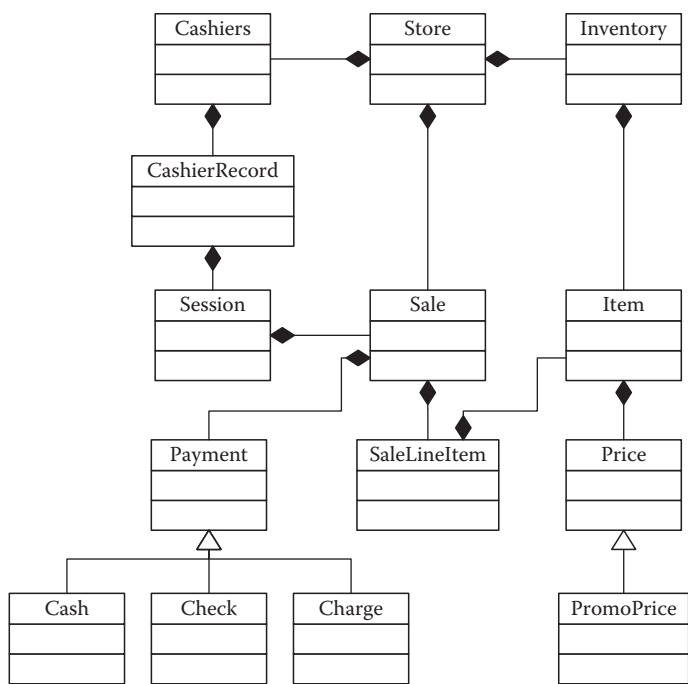 Cashiers
Store
Inventory
CashierRecord
Session
Sale
Item
Payment
SaleLineItem
Price
Cash
Check
Charge
PromoPrice